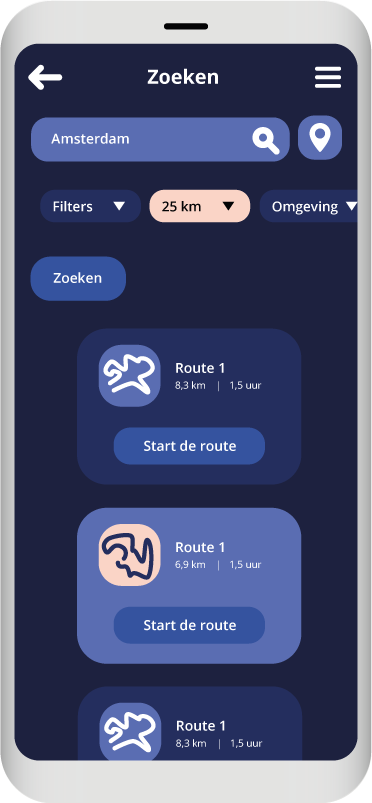 Zoeken
Amsterdam
Filters 25 km Omgeving
Zoeken
Route 1
8,3 km | 1,5 uur
Start de route
Route 1
6,9 km | 1,5 uur
Start de route
Route 1
8,3 km | 1,5 uur